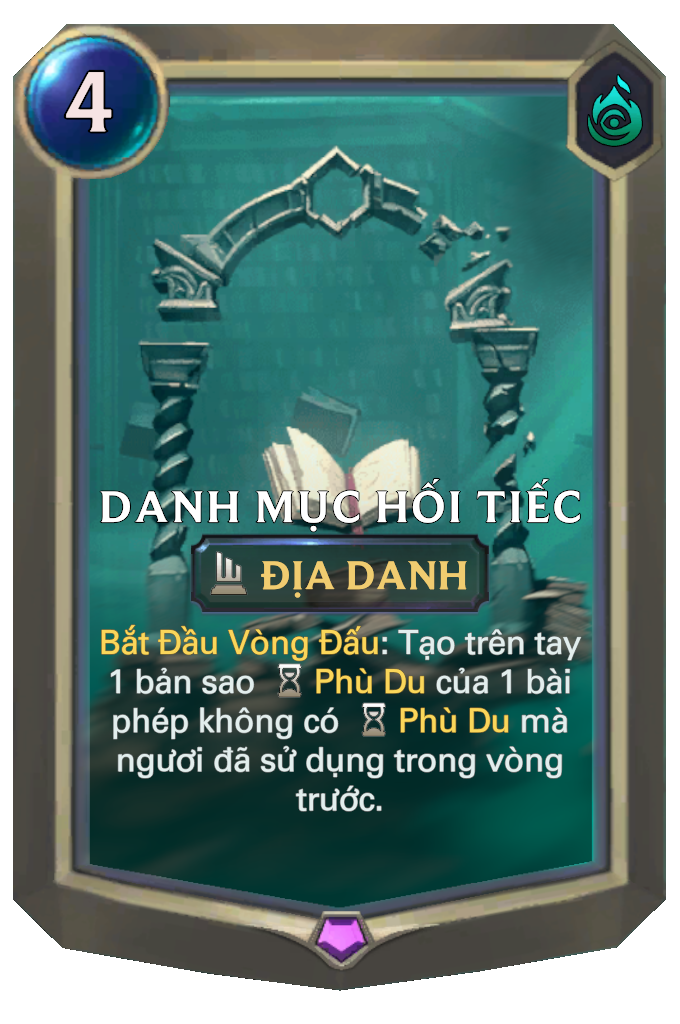 4
DANH MỤC HỐI TIẾC
ĐỊA DANH
Bắt Đầu Vòng Đấu: Tạo trên tay
1 bản sao Phù Du của 1 bài
phép không có Phù Du mà
ngươi đã sử dụng trong vòng
trước.